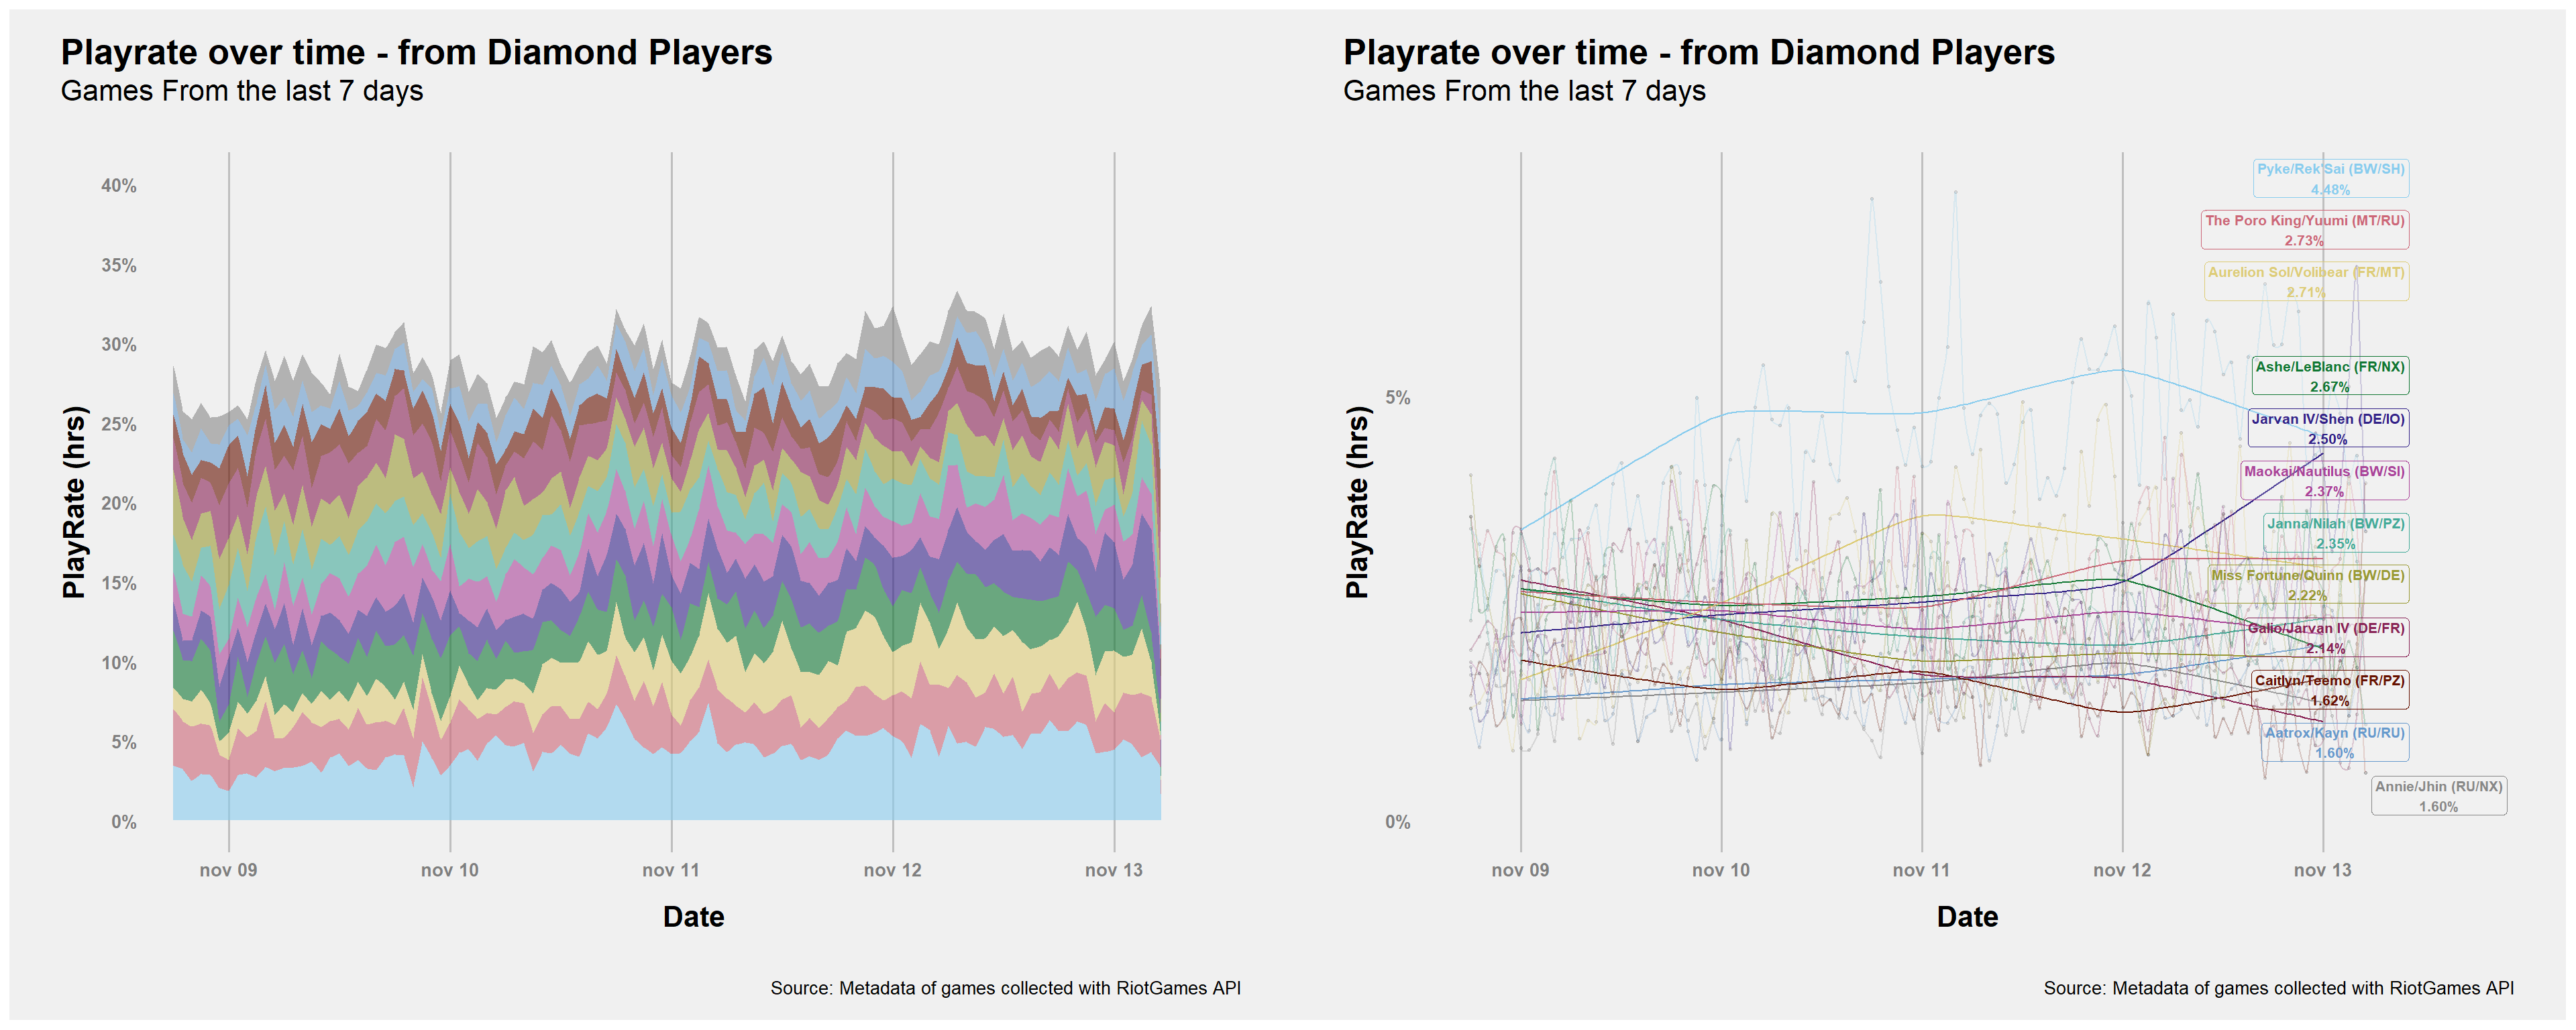 Playrate over time - from Diamond Players
Games From the last 7 days
PlayRate (hrs)
40%
35%
30%
25%
20%
15%
10%
5%
0%
nov 09
nov 10
nov 11
nov 12
nov 13
Date
Source: Metadata of games collected with RiotGames API
Playrate over time - from Diamond Players
Games From the last 7 days
PlayRate (hrs)
5%
0%
Pyke/Rek'Sai (BW/SH)
4.48%
The Poro King/Yuumi (MT/RU)
2.73%
Aurelion Sol/Volibear (FR/MT)
2.71%
Ashe/LeBlanc (FR/NX)
2.67%
Jarvan IV/Shen (DE/IO)
2.50%
Maokai/Nautilus (BW/SI)
2.37%
Janna/Nilah (BW/PZ)
2.35%
Miss Fortune/Quinn (BW/DE)
2.22%
Galio/Jarvan IV (DE/FR)
2.14%
Caitlyn/Teemo (FR/PZ)
1.62%
Aatrox/Kayn (RU/RU)
1.60%
Annie/Jhin (RU/NX)
1.60%
nov 09
nov 10
nov 11
nov 12
nov 13
Date
Source: Metadata of games collected with RiotGames API